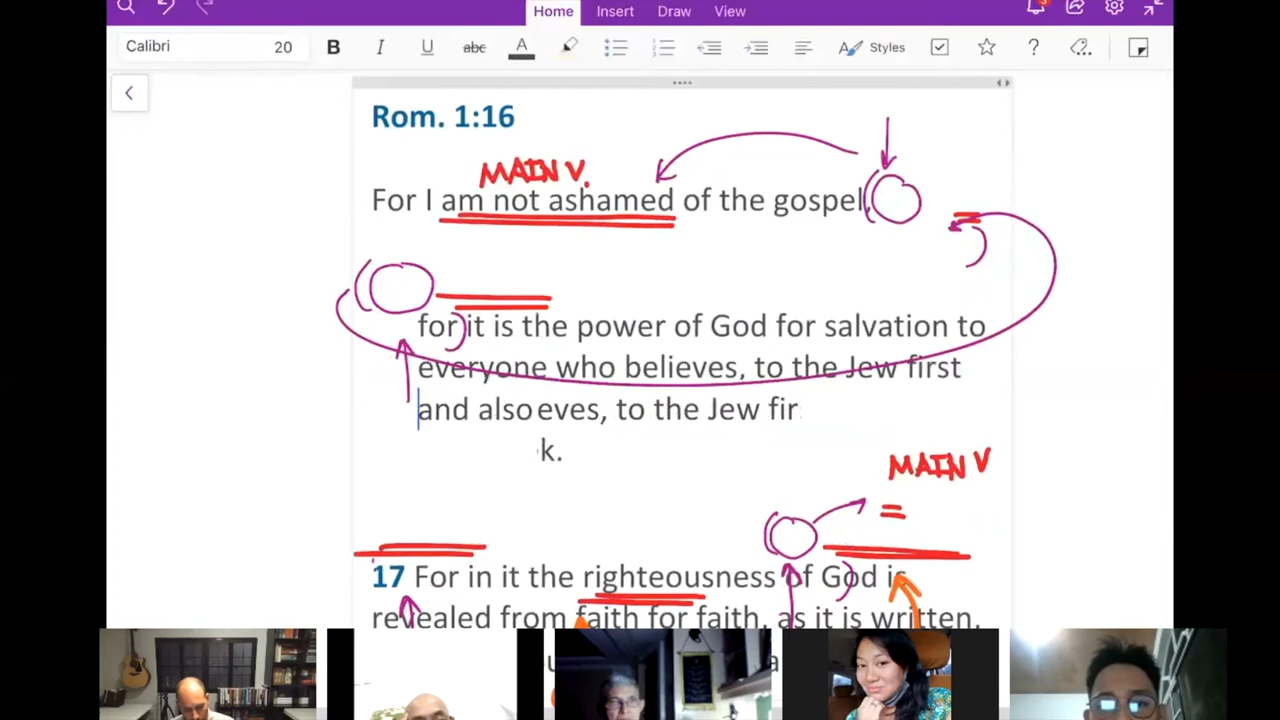 Home Insert Draw View
Calibri 20 B I U abc A Styles ?
Rom. 1:16
MAIN V.
For I am not ashamed of the gospel,
for it is the power of God for salvation to
everyone who believes, to the Jew first
and also eves, to the Jew fir
k.
MAIN V
=
17 For in it the righteousness of God is
revealed from faith for faith, as it is written,